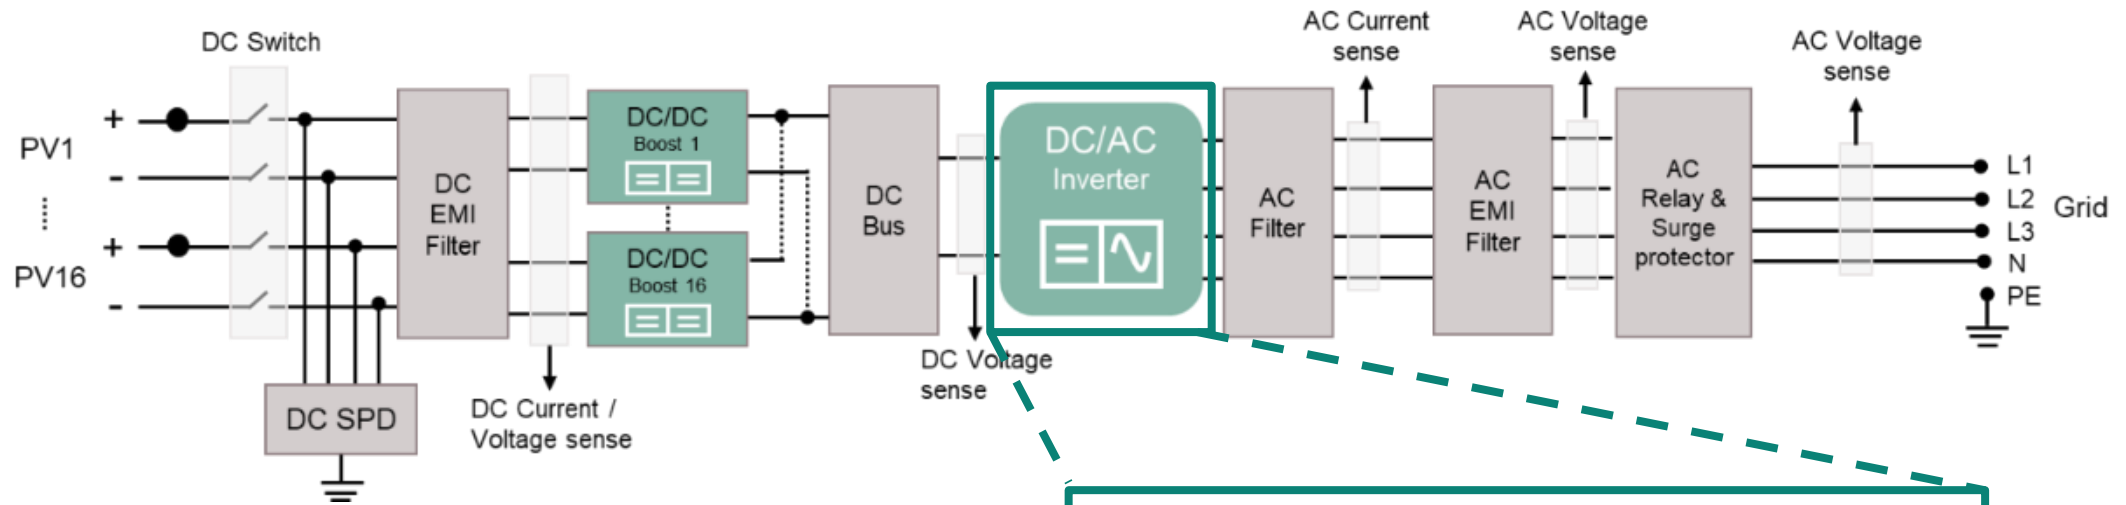 DC Switch
PV1
+
-
PV16
+
-
DC SPD
DC
EMI
Filter
DC Current /
Voltage sense
DC/DC
Boost 1
DC/DC
Boost 16
DC
Bus
DC Voltage
sense
DC/AC
Inverter
AC
Filter
AC Current
sense
AC
EMI
Filter
AC Voltage
sense
AC
Relay &
Surge
protector
AC Voltage
sense
L1
L2
L3
N
PE
Grid